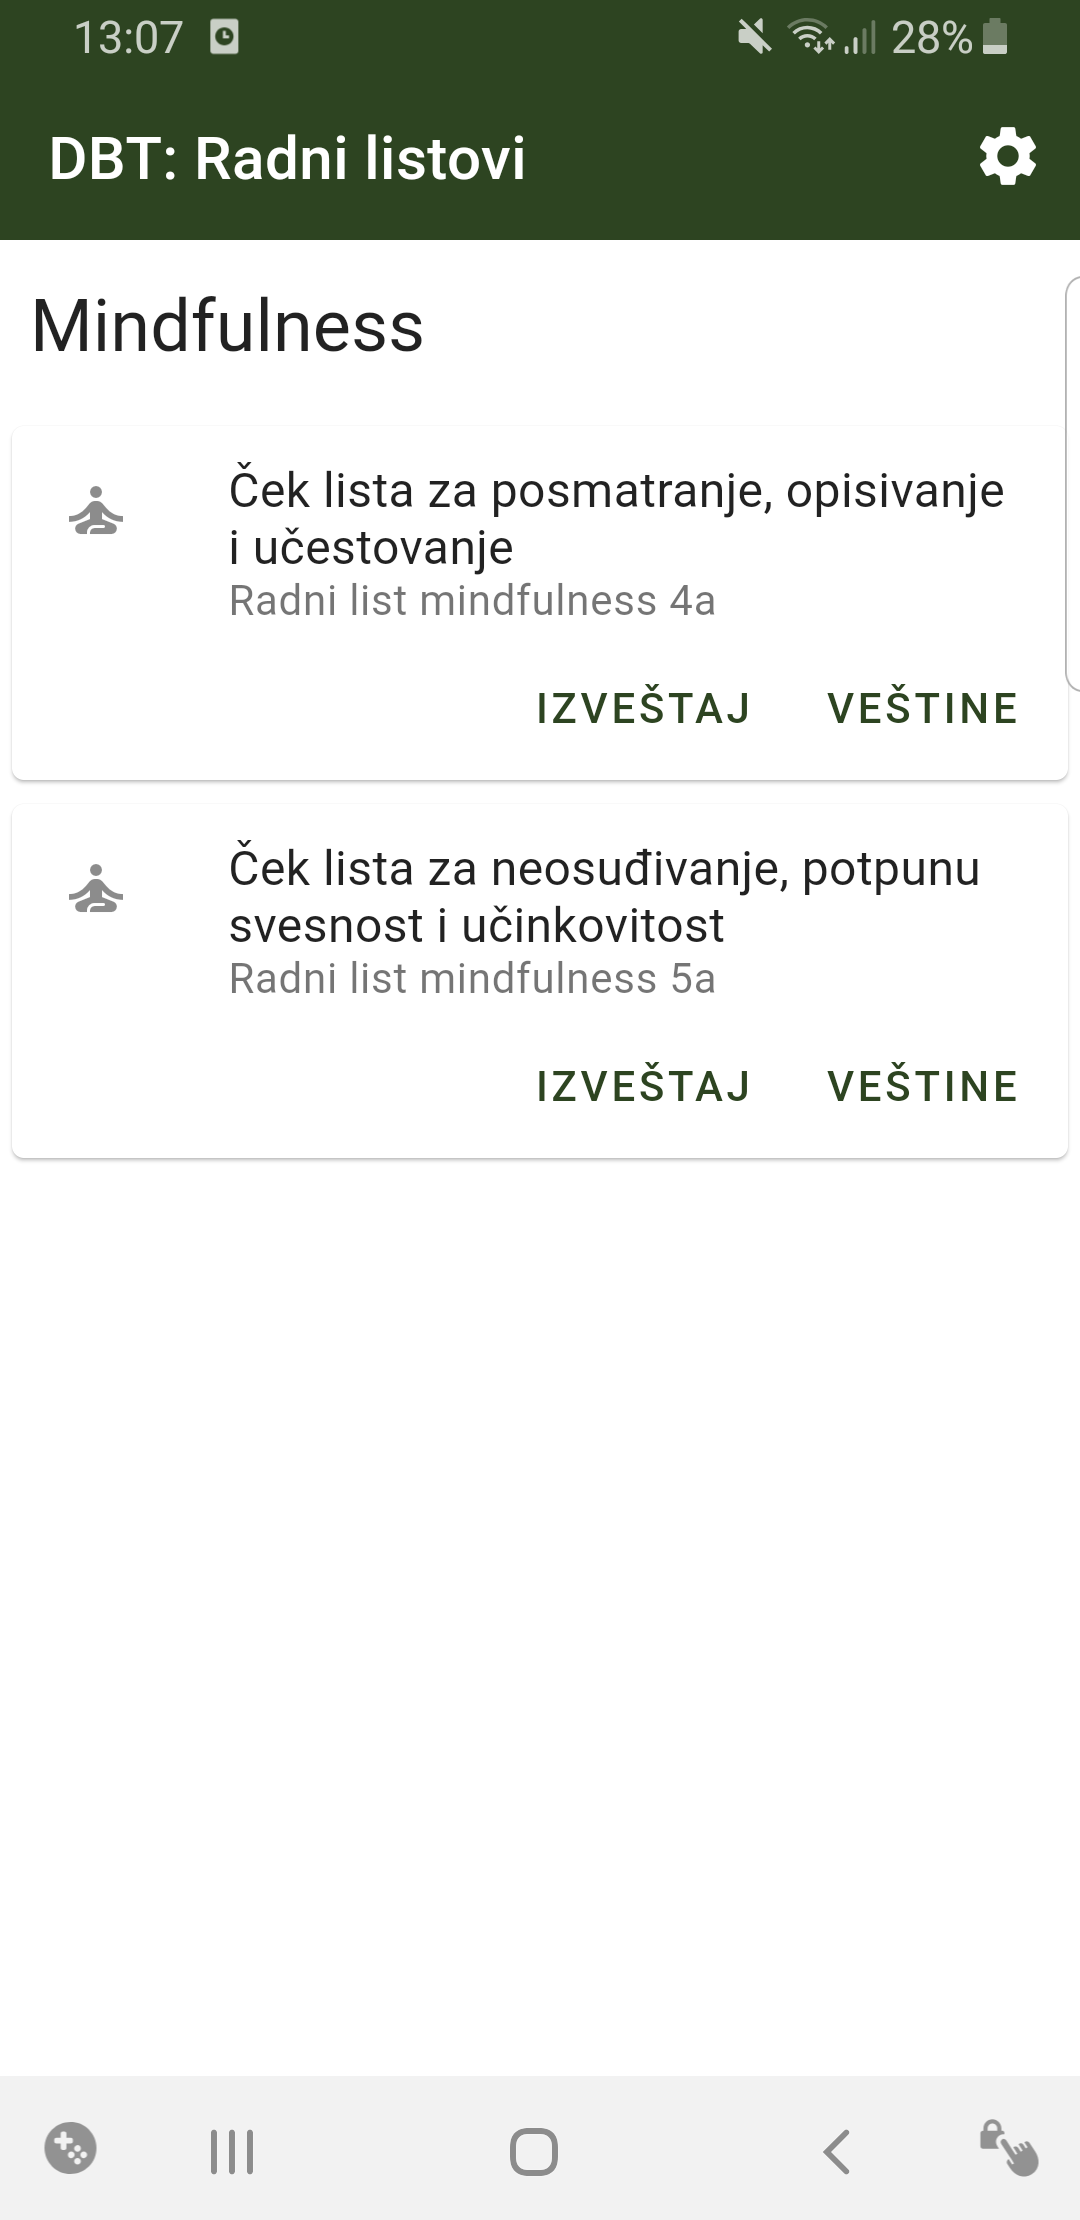 13:07
28%
DBT: Radni listovi
Mindfulness
Ček lista za posmatranje, opisivanje
i učestovanje
Radni list mindfulness 4a
IZVEŠTAJ VEŠTINE
Ček lista za neosuđivanje, potpunu
svesnost i učinkovitost
Radni list mindfulness 5a
IZVEŠTAJ VEŠTINE